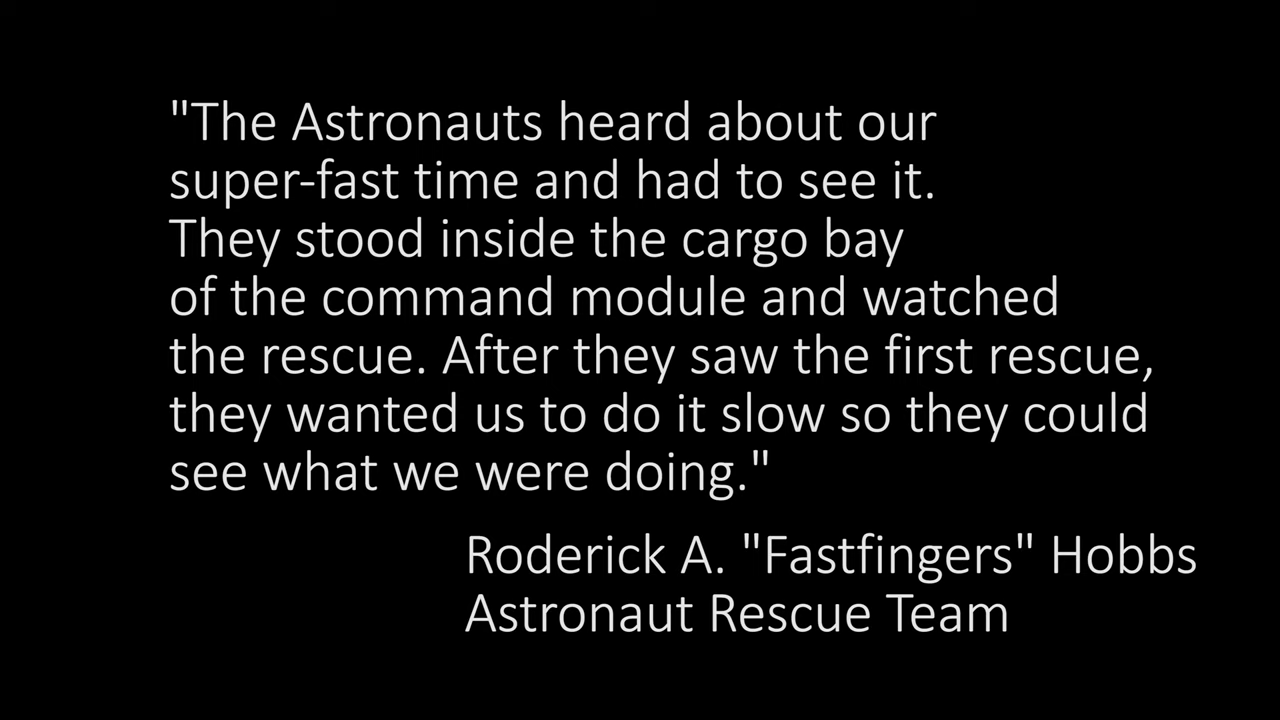 "The Astronauts heard about our
super-fast time and had to see it.
They stood inside the cargo bay
of the command module and watched
the rescue. After they saw the first rescue,
they wanted us to do it slow so they could
see what we were doing."
Roderick A. "Fastfingers" Hobbs
Astronaut Rescue Team